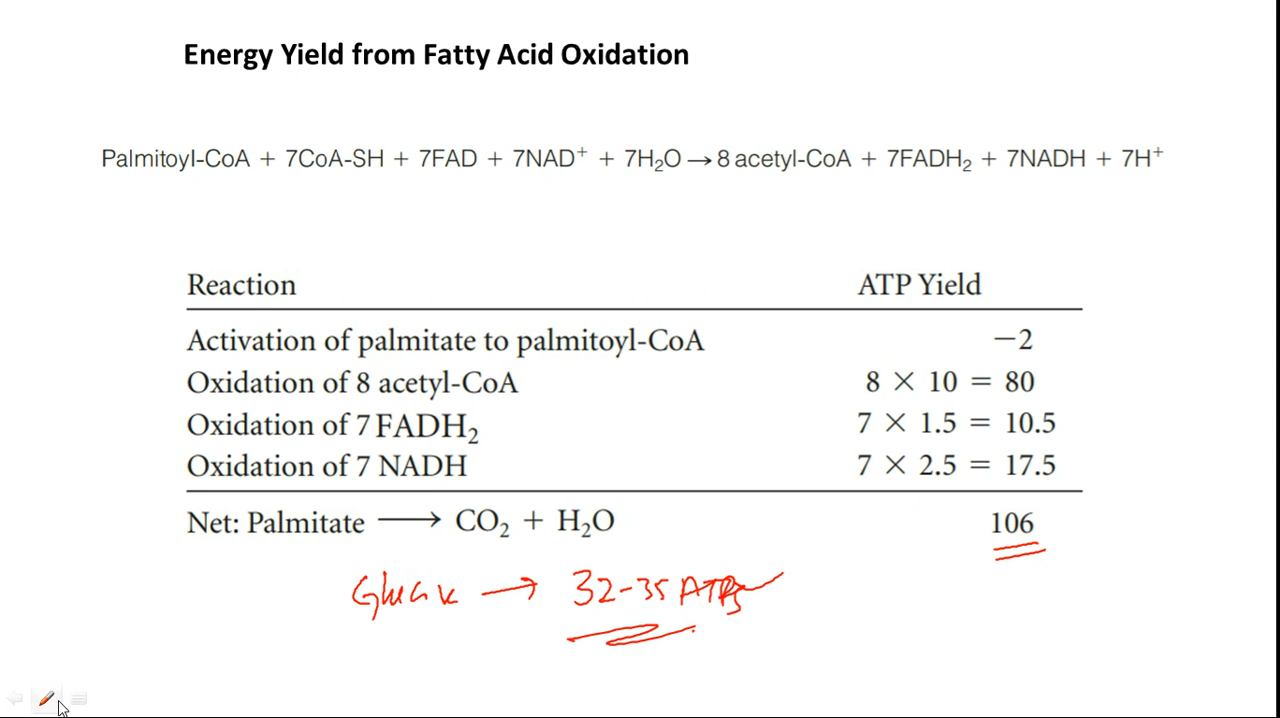 Energy Yield from Fatty Acid Oxidation
Palmitoyl-CoA + 7CoA-SH + 7FAD + 7NAD⁺ + 7H₂O → 8 acetyl-CoA + 7FADH₂ + 7NADH + 7H⁺
Reaction ATP Yield
Activation of palmitate to palmitoyl-CoA −2
Oxidation of 8 acetyl-CoA 8 × 10 = 80
Oxidation of 7 FADH₂ 7 × 1.5 = 10.5
Oxidation of 7 NADH 7 × 2.5 = 17.5
Net: Palmitate ⟶ CO₂ + H₂O 106
Glucose → 32-35 ATPs